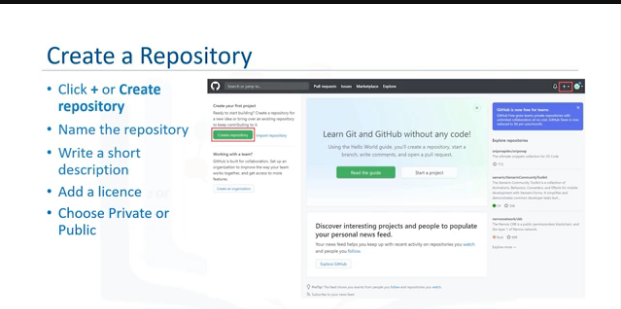 Create a Repository
• Click + or Create
repository
• Name the repository
• Write a short
description
• Add a licence
• Choose Private or
Public
Search or jump to...
Pull requests Issues Marketplace Explore
Create your first project
Ready to start building? Create a repository for
a new idea or bring over an existing repository
to keep contributing to it.
Create repository
Import repository
Working with a team?
GitHub is built for collaboration. Set up an
organization to improve the way your team
works together, and get access to more
features.
Create an organization
Learn Git and GitHub without any code!
Using the Hello World guide, you'll create a repository, start a
branch, write comments, and open a pull request.
Read the guide
Start a project
Discover interesting projects and people to populate
your personal news feed.
Your news feed helps you keep up with recent activity on repositories you watch
and people you follow.
Explore GitHub
ProTip! The feed shows you events from people you follow and repositories you watch.
Subscribe to your news feed
GitHub is now free for teams
Explore repositories
Explore more